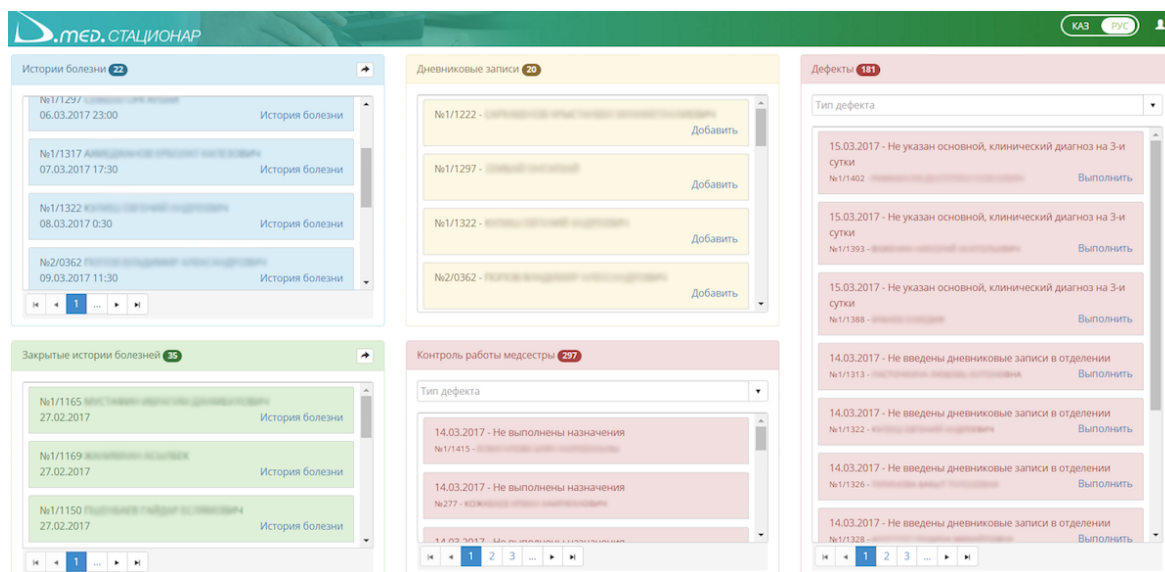 D.med. СТАЦИОНАР
КАЗ РУС
Истории болезни 22
№1/1297
06.03.2017 23:00 История болезни
№1/1317
07.03.2017 17:30 История болезни
№1/1322
08.03.2017 0:30 История болезни
№2/0362
09.03.2017 11:30 История болезни
1 ...
Закрытые истории болезней 35
№1/1165
27.02.2017 История болезни
№1/1169
27.02.2017 История болезни
№1/1150
27.02.2017 История болезни
1 ...
Дневниковые записи 20
№1/1222 -
Добавить
№1/1297 -
Добавить
№1/1322 -
Добавить
№2/0362 -
Добавить
Контроль работы медсестры 297
Тип дефекта
14.03.2017 - Не выполнены назначения
№1/1415 -
14.03.2017 - Не выполнены назначения
№277 -
14.03.2017 - Не выполнены назначения
1 2 3 ...
Дефекты 181
Тип дефекта
15.03.2017 - Не указан основной, клинический диагноз на 3-и
сутки
№1/1402 - Выполнить
15.03.2017 - Не указан основной, клинический диагноз на 3-и
сутки
№1/1393 - Выполнить
15.03.2017 - Не указан основной, клинический диагноз на 3-и
сутки
№1/1388 - Выполнить
14.03.2017 - Не введены дневниковые записи в отделении
№1/1313 - Выполнить
14.03.2017 - Не введены дневниковые записи в отделении
№1/1322 - Выполнить
14.03.2017 - Не введены дневниковые записи в отделении
№1/1326 - Выполнить
14.03.2017 - Не введены дневниковые записи в отделении
№1/1328 - Выполнить
1 2 3 ...